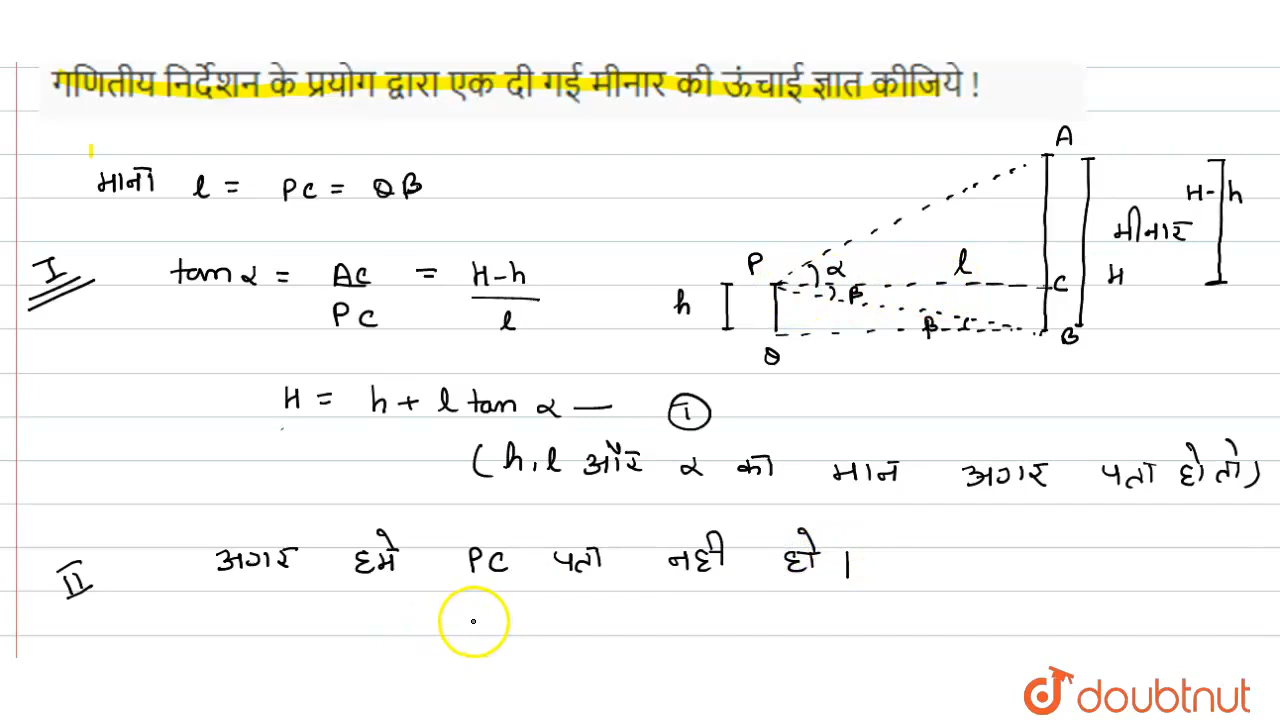 गणितीय निर्देशन के प्रयोग द्वारा एक दी गई मीनार की ऊंचाई ज्ञात कीजिये !
मानो l = PC = QB
I
tan α = AC/PC = H-h/l
H = h + l tan α — ①
(h, l और α का मान अगर पता हो तो)
II
अगर हमे PC पता नही हो।
A
H-h
मीनार
P
α
l
C
H
h
β
β
B
Q
doubtnut